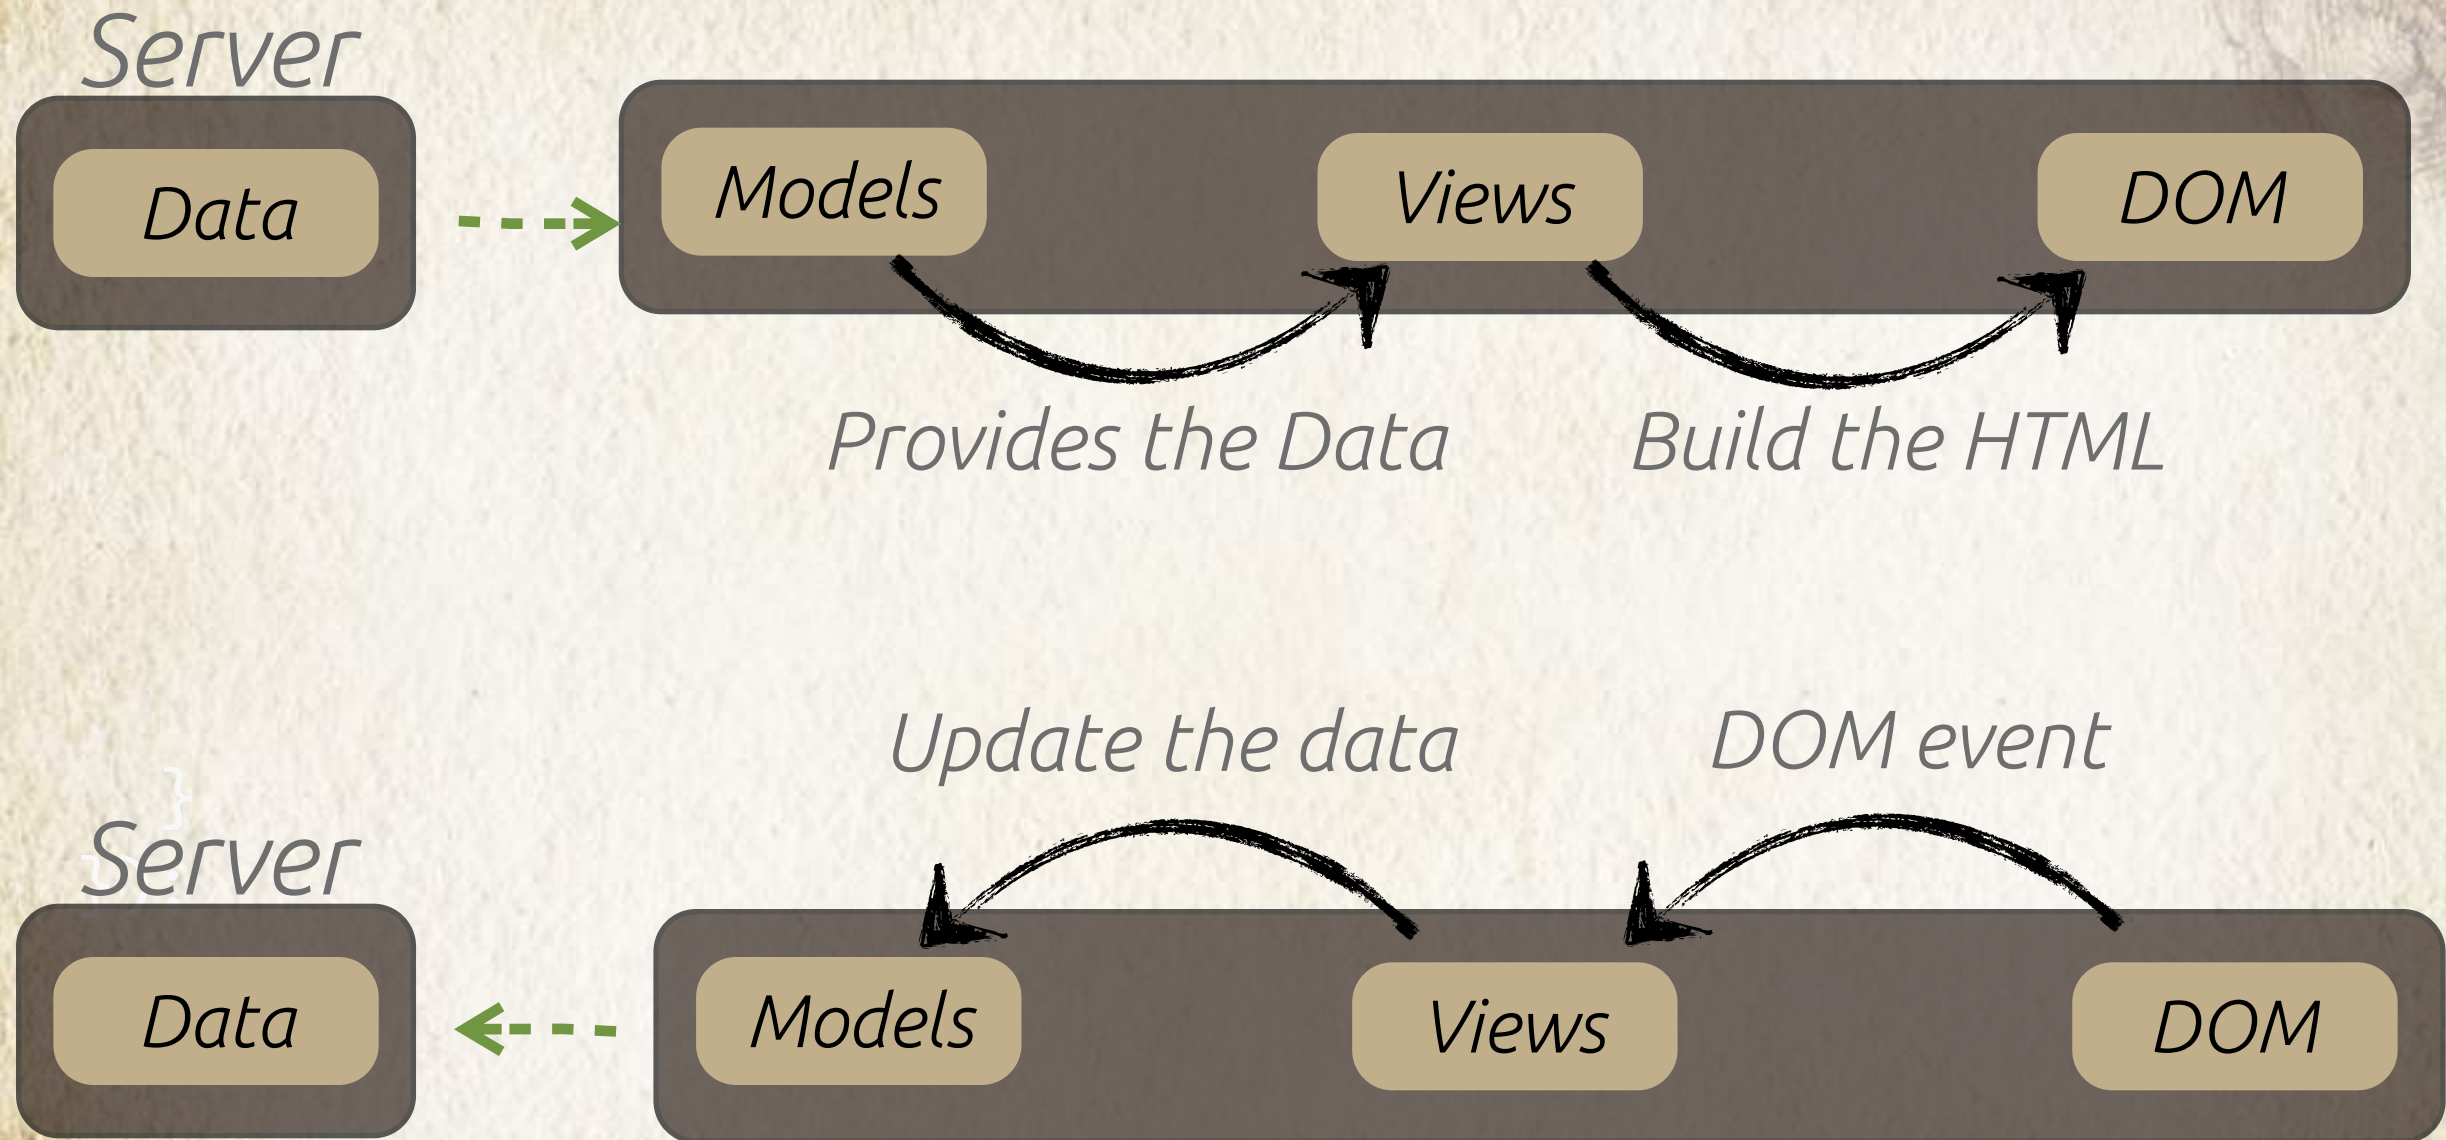 Server
Data
Models
Views
DOM
Provides the Data
Build the HTML
Update the data
DOM event
}
Server
Data
Models
Views
DOM